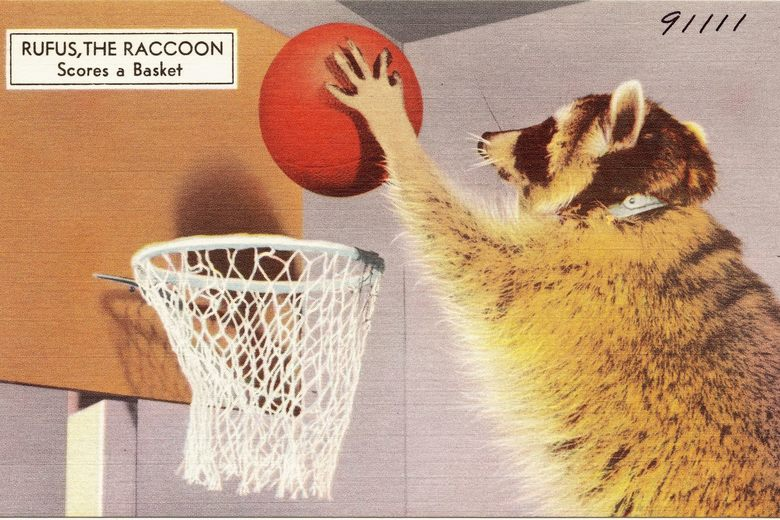 91111
RUFUS,THE RACCOON
Scores a Basket